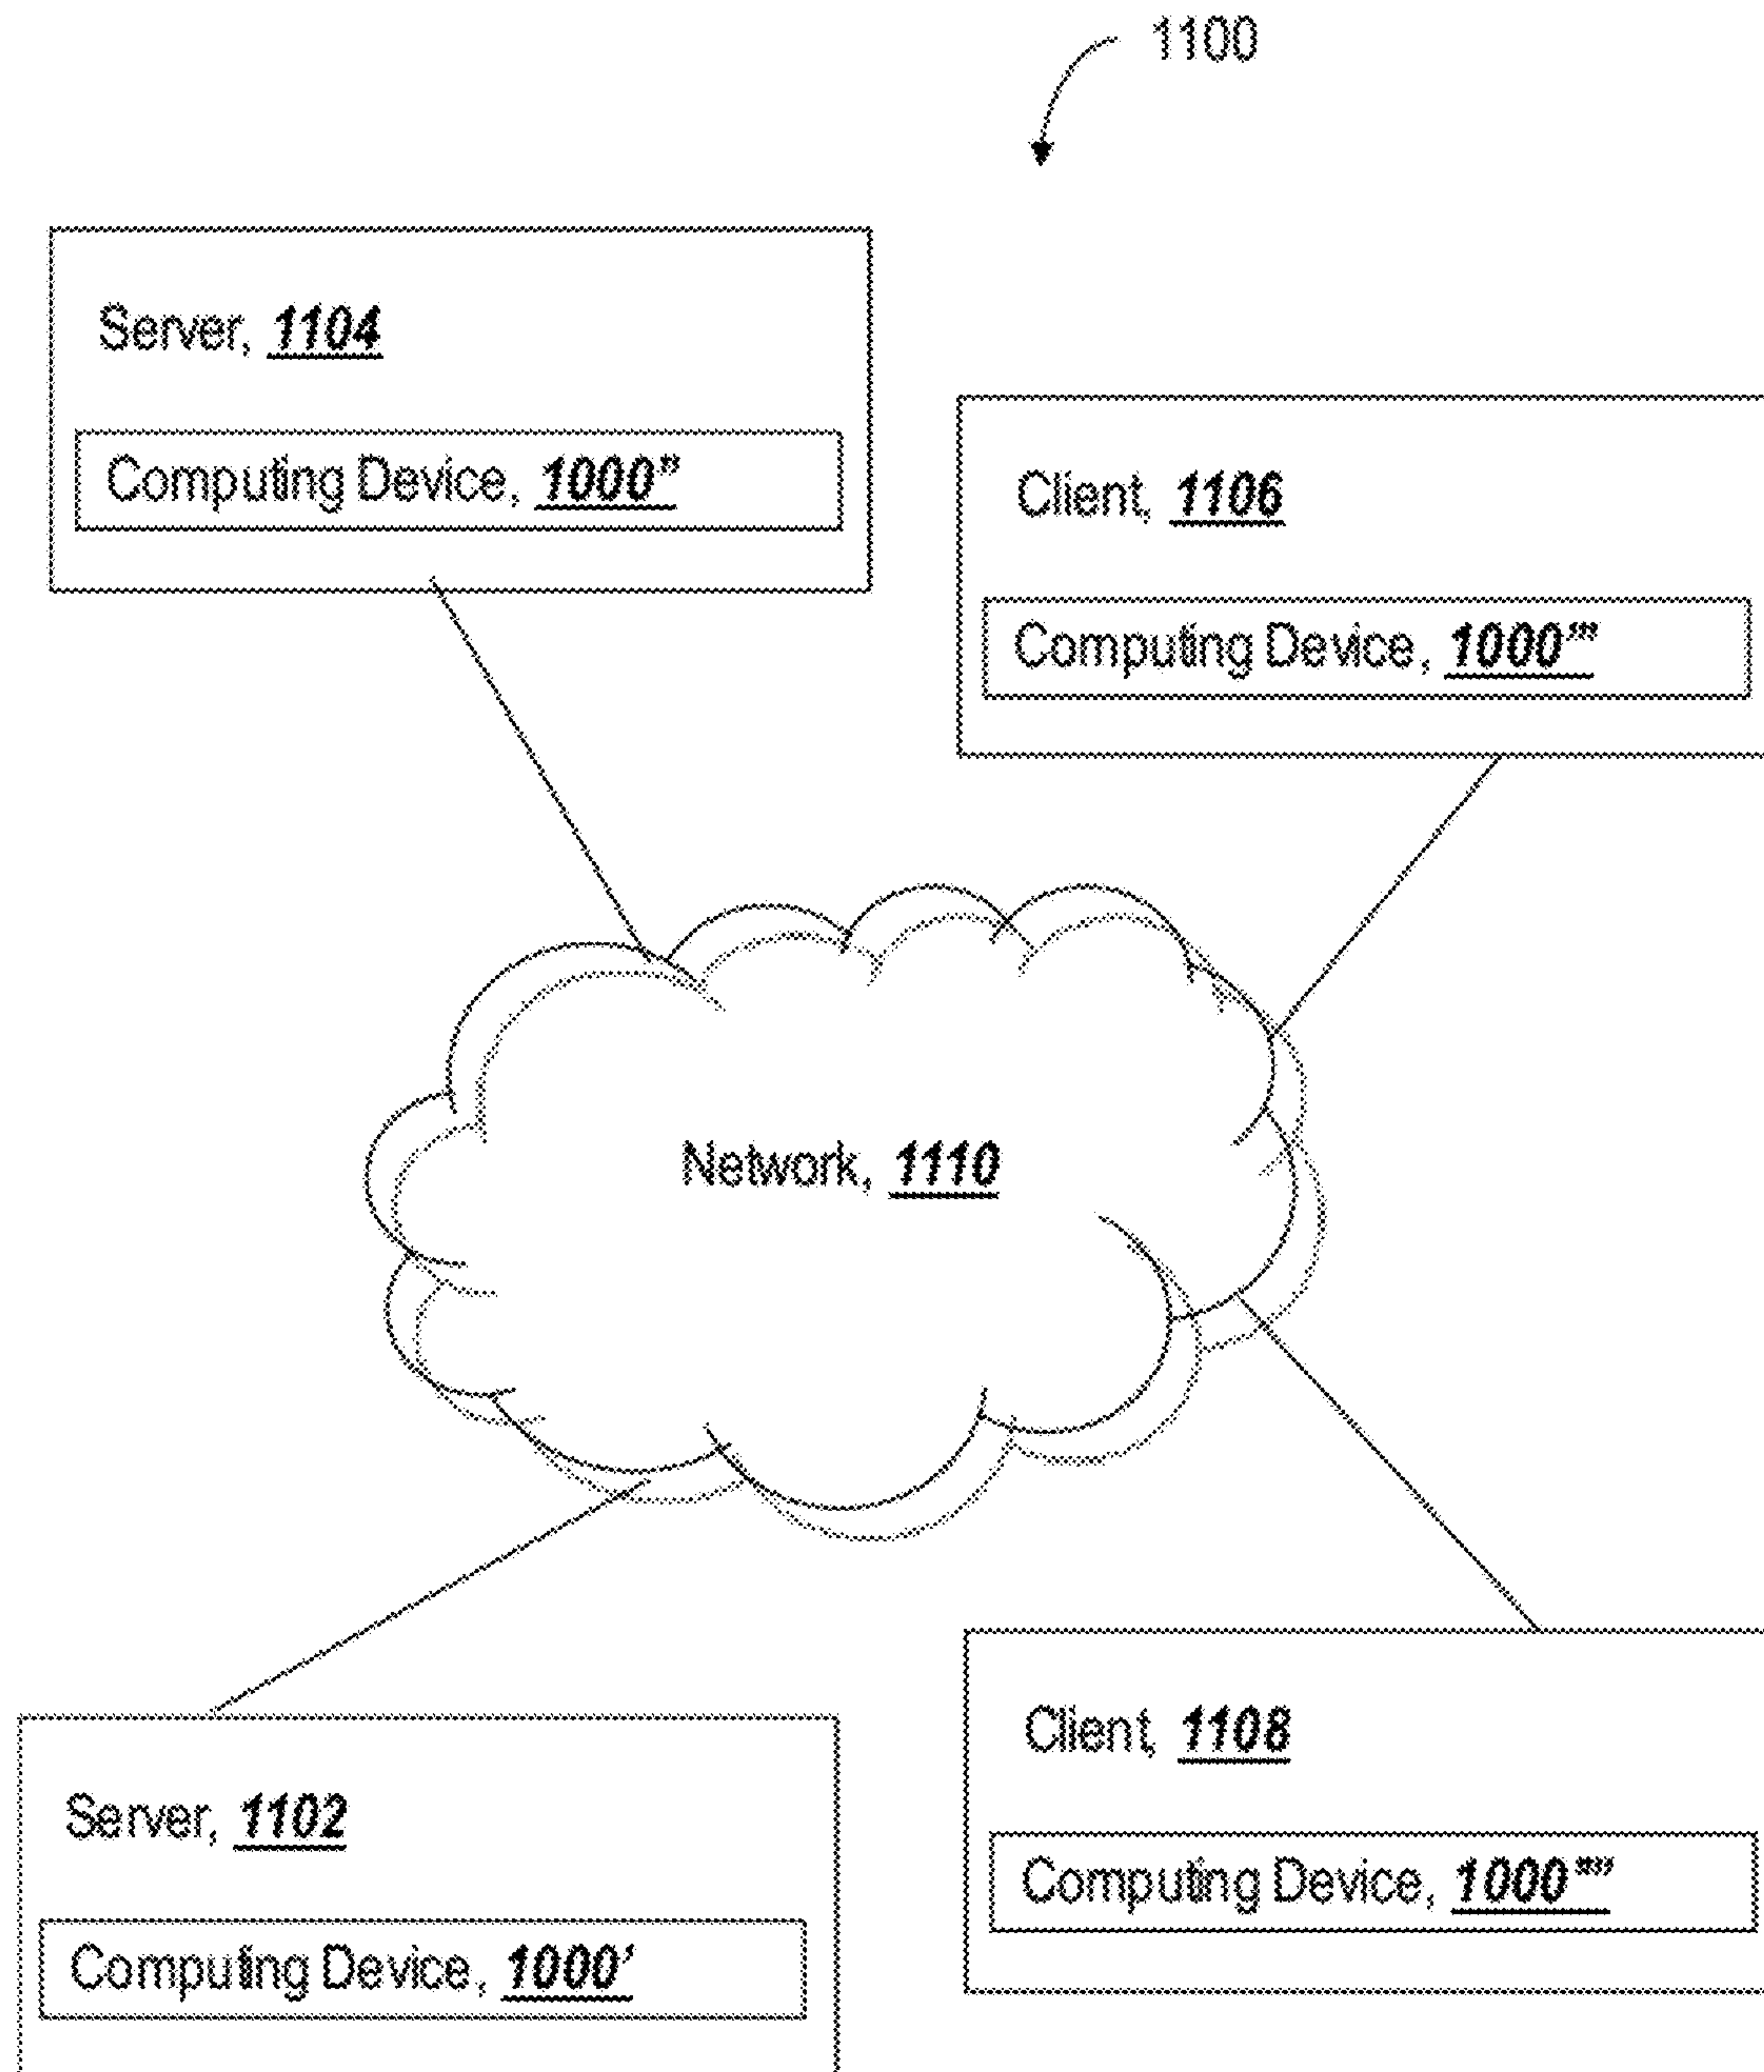 1100
Server, 1104
Computing Device, 1000”
Client, 1106
Computing Device, 1000”’
Network, 1110
Client, 1108
Computing Device, 1000””
Server, 1102
Computing Device, 1000’